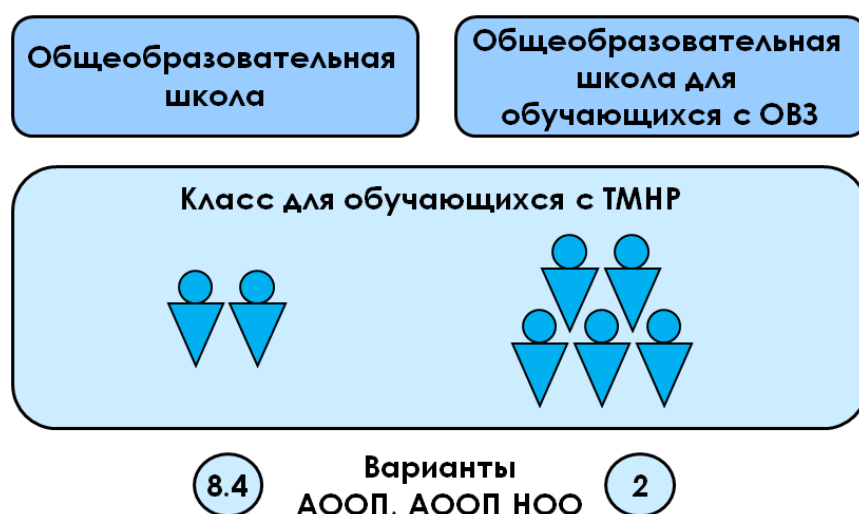 Общеобразовательная
школа
Общеобразовательная
школа для
обучающихся с ОВЗ
Класс для обучающихся с ТМНР
8.4
Варианты
АООП, АООП НОО
2